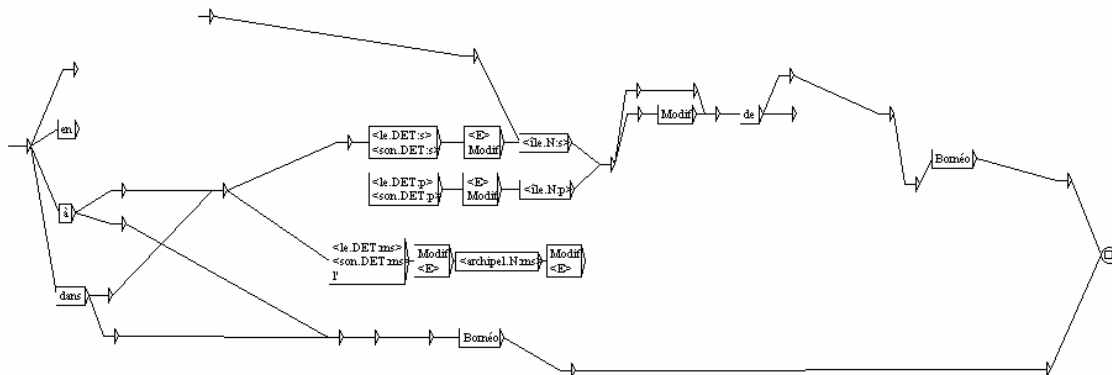 en
à
dans
<le.DET:s>
<son.DET:s>
<E>
Modif
<île.N:s>
<le.DET:p>
<son.DET:p>
<E>
Modif
<île.N:p>
<le.DET:ms>
<son.DET:ms
l'
Modif
<E>
<archipel.N:ms>
Modif
<E>
Modif
de
Bornéo
Bornéo